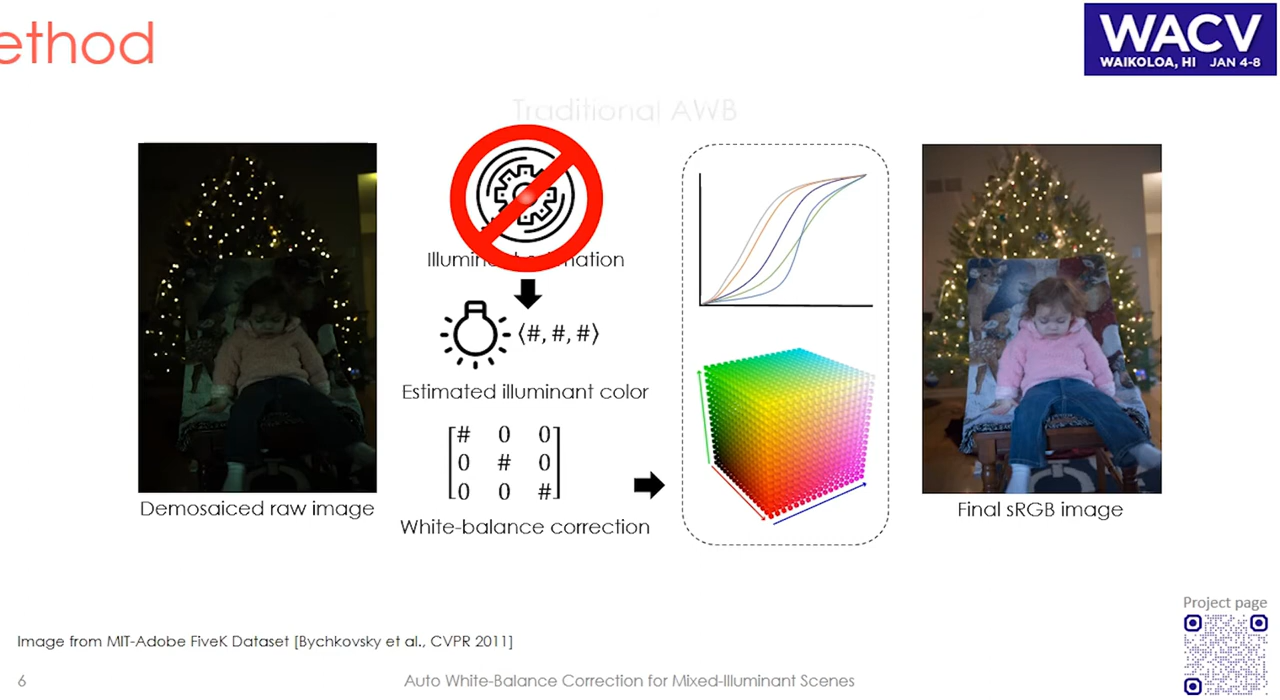 ethod
WACV
WAIKOLOA, HI JAN 4-8
Traditional AWB
⟨#, #, #⟩
Estimated illuminant color
[# 0 0]
[0 # 0]
[0 0 #]
White-balance correction
Demosaiced raw image
Final sRGB image
Project page
Image from MIT-Adobe FiveK Dataset [Bychkovsky et al., CVPR 2011]
6
Auto White-Balance Correction for Mixed-Illuminant Scenes